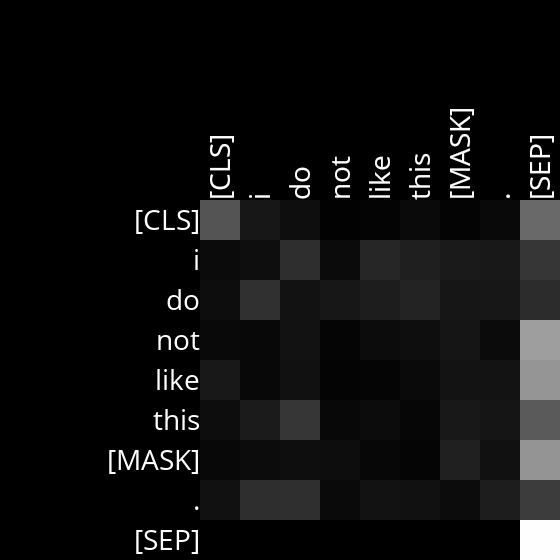 [CLS] i do not like this [MASK] . [SEP]
[CLS]
i
do
not
like
this
[MASK]
.
[SEP]